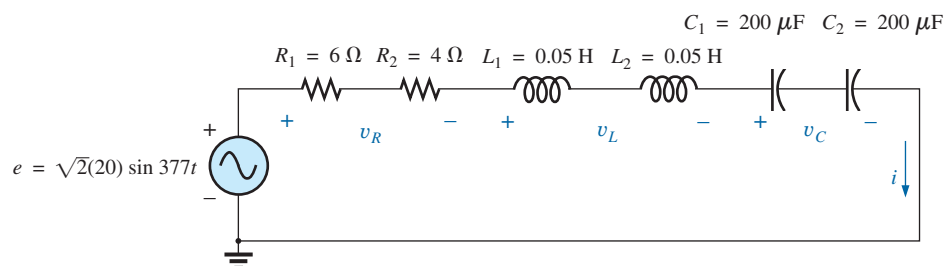 C₁ = 200 μF C₂ = 200 μF
R₁ = 6 Ω R₂ = 4 Ω L₁ = 0.05 H L₂ = 0.05 H
+ v_R − + v_L − + v_C −
+
e = √2(20) sin 377t
−
i